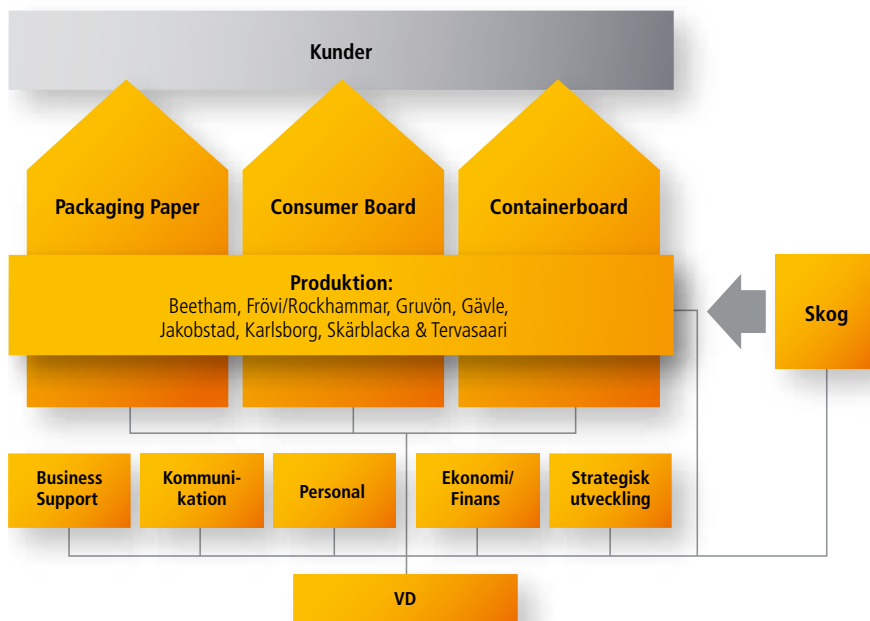 Kunder
Packaging Paper
Consumer Board
Containerboard
Produktion:
Beetham, Frövi/Rockhammar, Gruvön, Gävle,
Jakobstad, Karlsborg, Skärblacka & Tervasaari
Skog
Business
Support
Kommuni-
kation
Personal
Ekonomi/
Finans
Strategisk
utveckling
VD